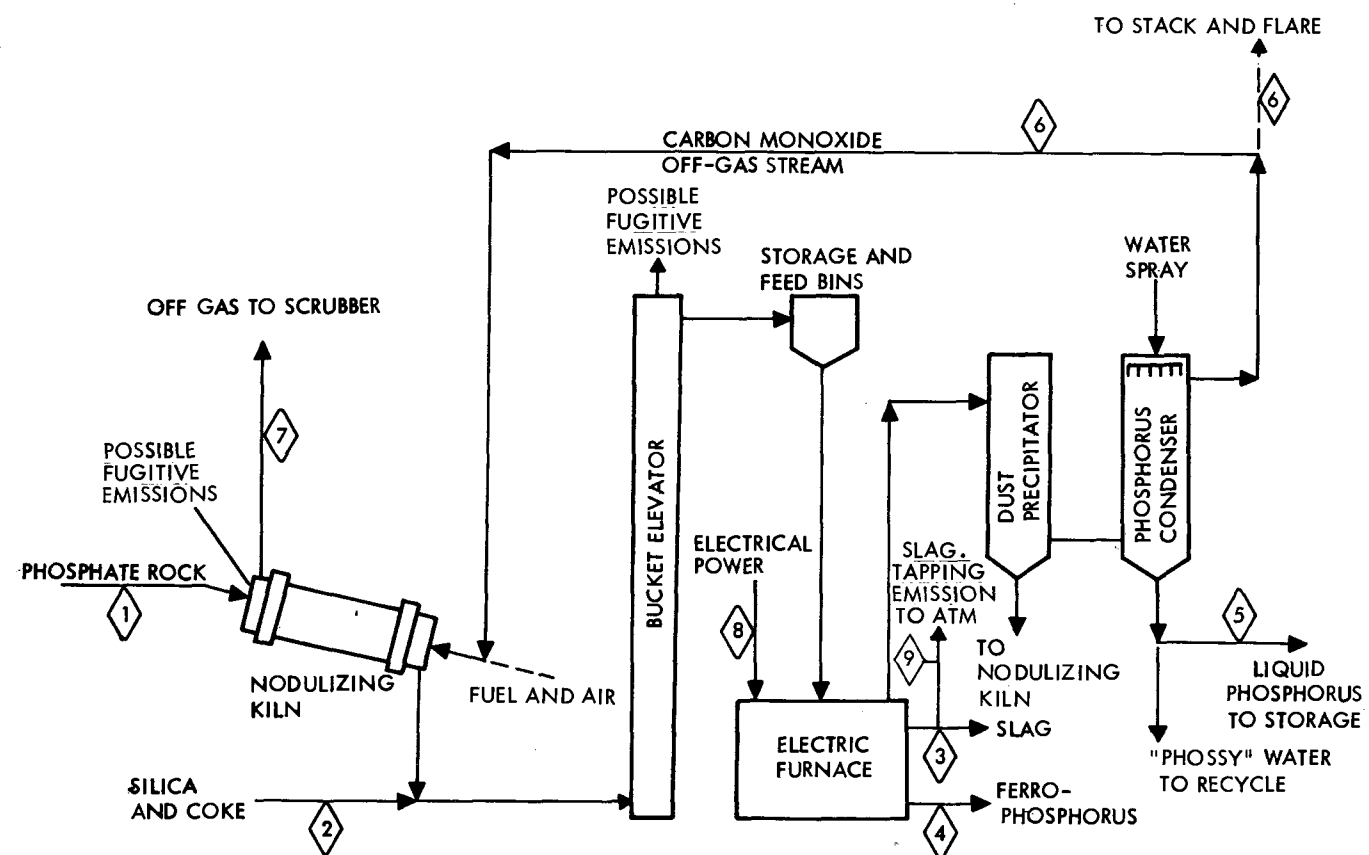 TO STACK AND FLARE
6
6
CARBON MONOXIDE
OFF-GAS STREAM
POSSIBLE
FUGITIVE
EMISSIONS
STORAGE AND
FEED BINS
WATER
SPRAY
OFF GAS TO SCRUBBER
7
POSSIBLE
FUGITIVE
EMISSIONS
BUCKET ELEVATOR
DUST
PRECIPITATOR
PHOSPHORUS
CONDENSER
ELECTRICAL
POWER
SLAG.
TAPPING
EMISSION
TO ATM
PHOSPHATE ROCK
1
8
9
5
TO
NODULIZING
KILN
LIQUID
PHOSPHORUS
TO STORAGE
NODULIZING
KILN
FUEL AND AIR
ELECTRIC
FURNACE
SLAG
3
"PHOSSY" WATER
TO RECYCLE
SILICA
AND COKE
2
FERRO-
PHOSPHORUS
4